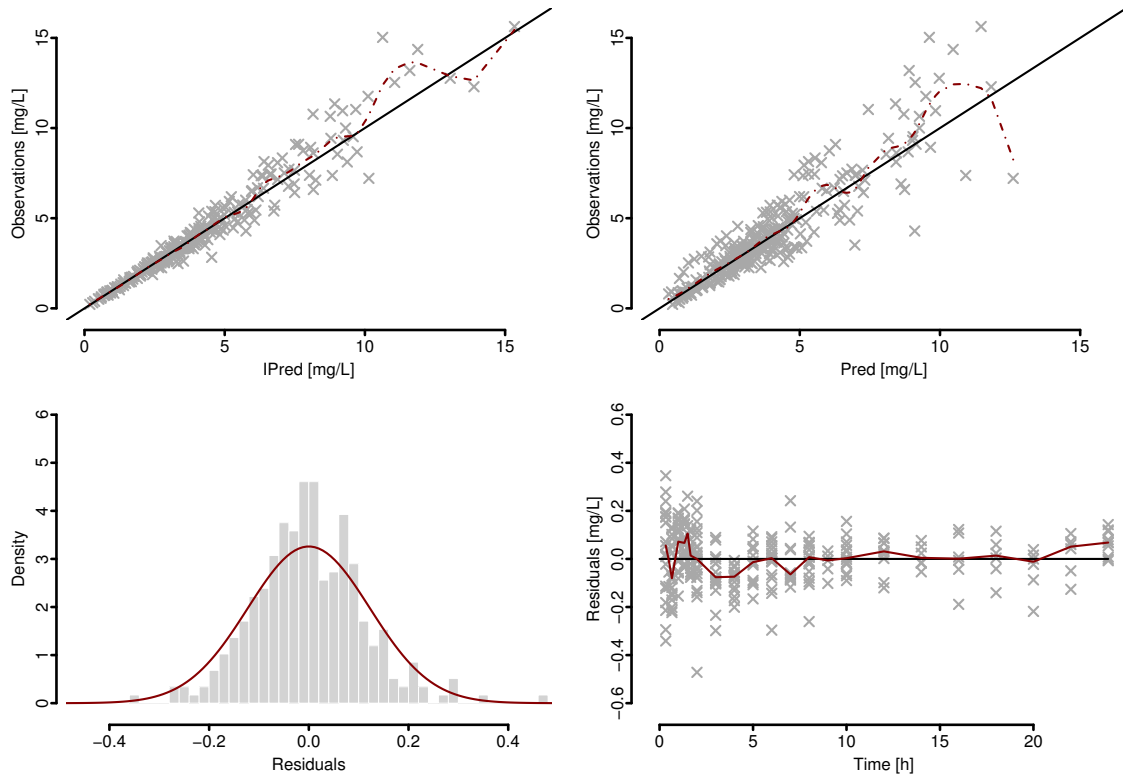 0 5 10 15
Observations [mg/L]
0 5 10 15
IPred [mg/L]
0 5 10 15
Observations [mg/L]
0 5 10 15
Pred [mg/L]
0 1 2 3 4 5 6
Density
−0.4 −0.2 0.0 0.2 0.4
Residuals
−0.6 −0.4 −0.2 0.0 0.2 0.4 0.6
Residuals [mg/L]
0 5 10 15 20
Time [h]